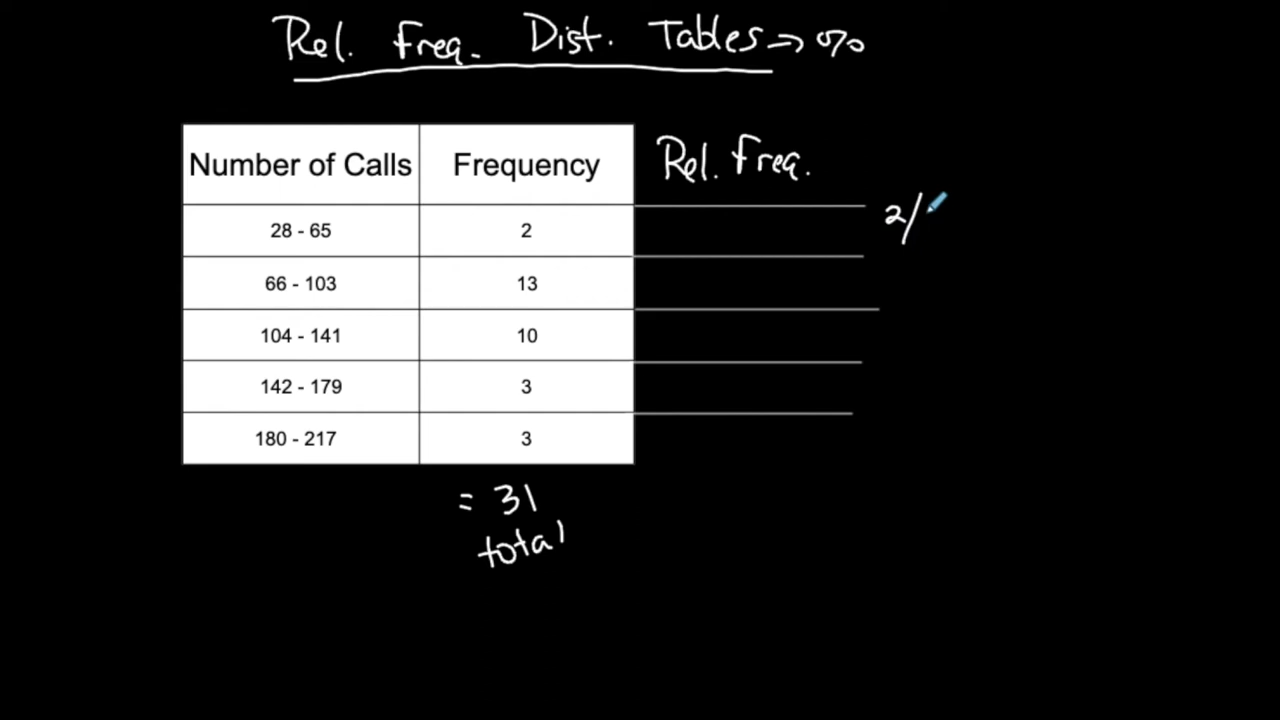 Rel. Freq. Dist. Tables → %
Number of Calls Frequency Rel. Freq.
28 - 65 2 2/
66 - 103 13
104 - 141 10
142 - 179 3
180 - 217 3
= 31
total